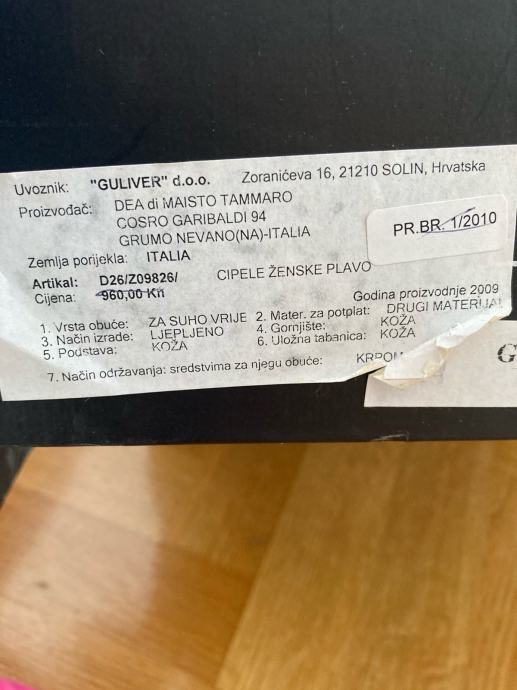 Uvoznik: "GULIVER" d.o.o. Zoranićeva 16, 21210 SOLIN, Hrvatska
Proizvođač: DEA di MAISTO TAMMARO
COSRO GARIBALDI 94
GRUMO NEVANO(NA)-ITALIA
PR.BR. 1/2010
Zemlja porijekla: ITALIA
Artikal: D26/Z09826/ CIPELE ŽENSKE PLAVO
Cijena: 960,00 Kn
Godina proizvodnje 2009
1. Vrsta obuće: ZA SUHO VRIJE 2. Mater. za potplat: DRUGI MATERIJAL
3. Način izrade: LJEPLJENO 4. Gornjište: KOŽA
5. Podstava: KOŽA 6. Uložna tabanica: KOŽA
7. Način održavanja: sredstvima za njegu obuće:
G